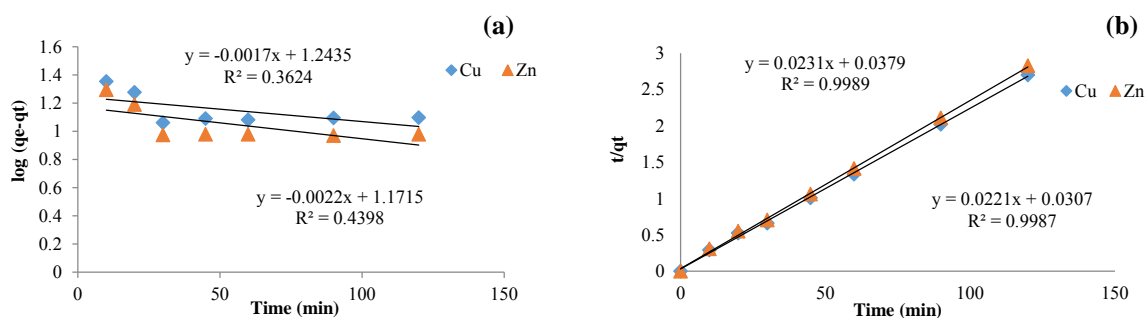 (a)
y = -0.0017x + 1.2435
R² = 0.3624
Cu Zn
y = -0.0022x + 1.1715
R² = 0.4398
log (qe-qt)
1.6
1.4
1.2
1
0.8
0.6
0.4
0.2
0
0 50 100 150
Time (min)
(b)
y = 0.0231x + 0.0379
R² = 0.9989
Cu Zn
y = 0.0221x + 0.0307
R² = 0.9987
t/qt
3
2.5
2
1.5
1
0.5
0
0 50 100 150
Time (min)